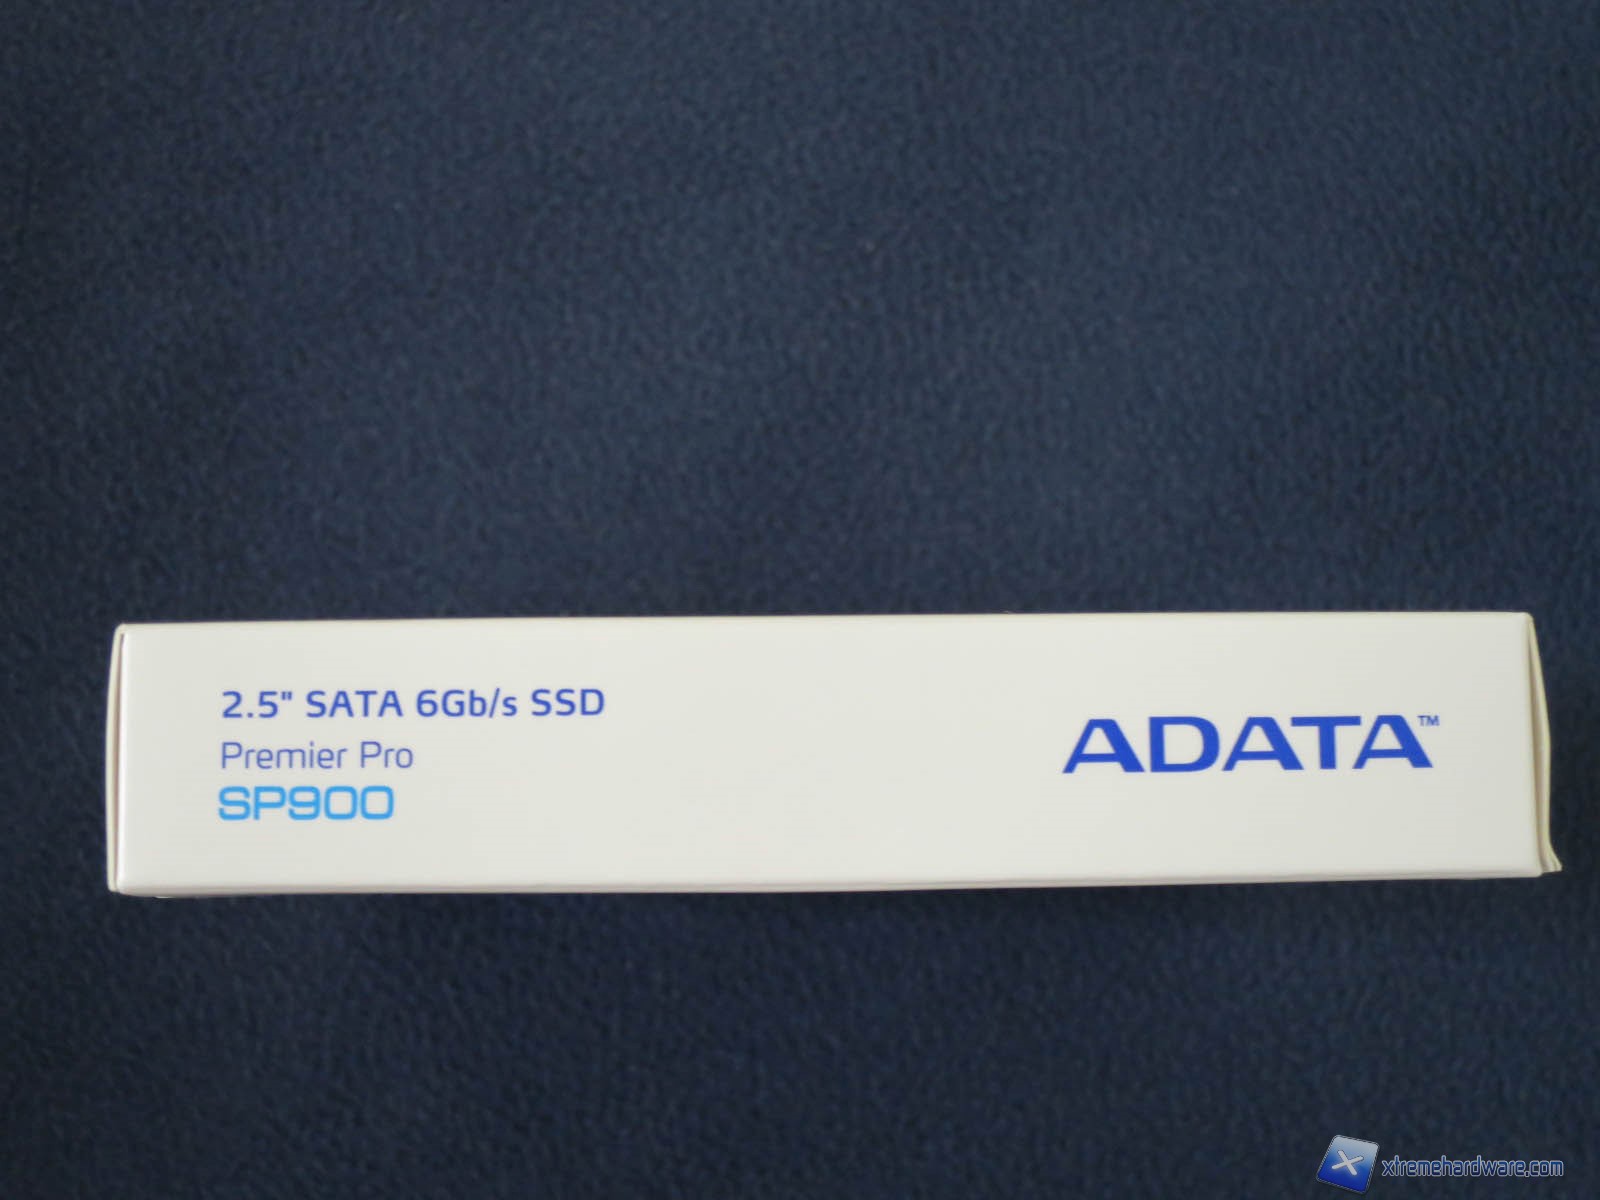 2.5" SATA 6Gb/s SSD
Premier Pro
SP900
ADATA™
xtremehardware.com